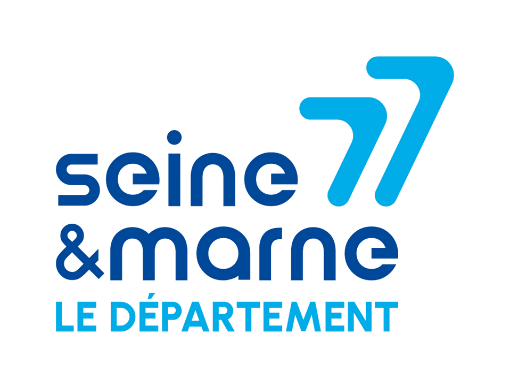 77
seine
&marne
LE DÉPARTEMENT